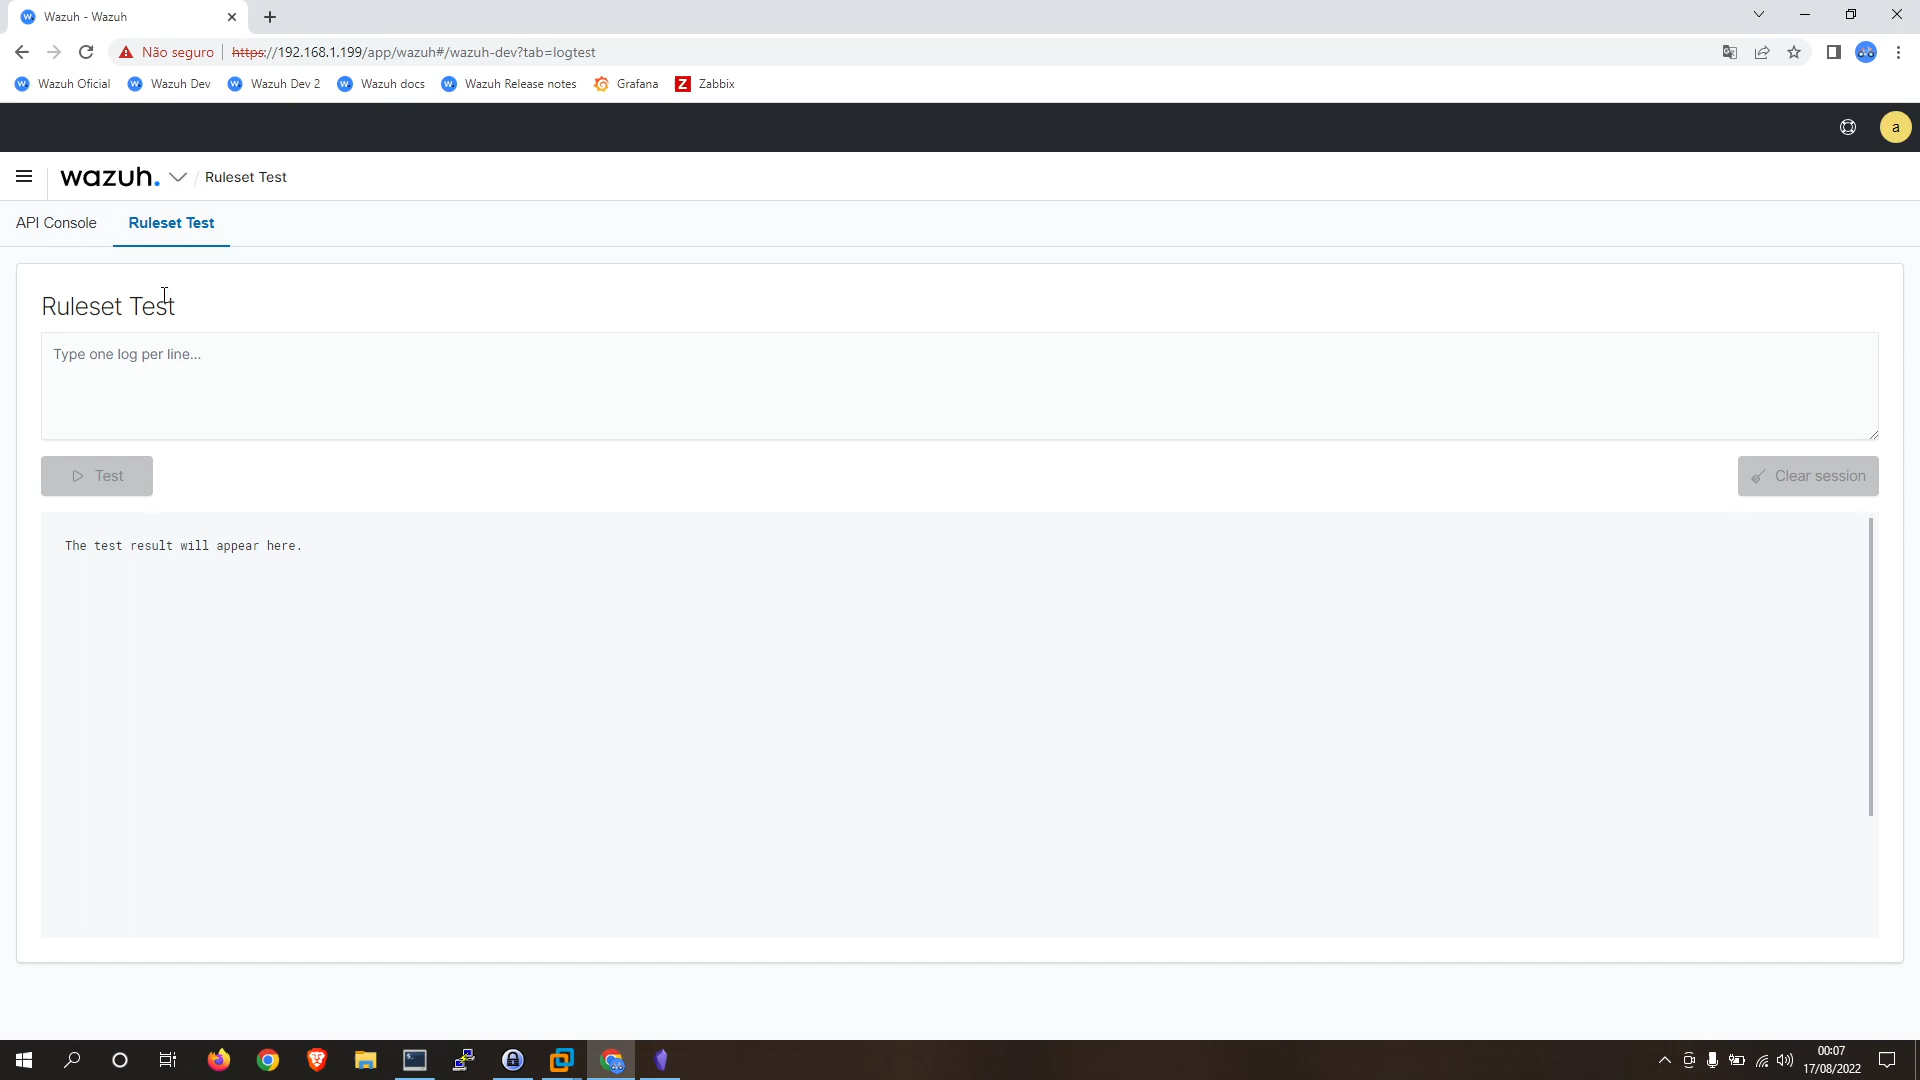 Wazuh - Wazuh
Não seguro https://192.168.1.199/app/wazuh#/wazuh-dev?tab=logtest
Wazuh Oficial Wazuh Dev Wazuh Dev 2 Wazuh docs Wazuh Release notes Grafana Z Zabbix
a
wazuh. / Ruleset Test
API Console Ruleset Test
Ruleset Test
Type one log per line...
Test Clear session
The test result will appear here.
00:07
17/08/2022